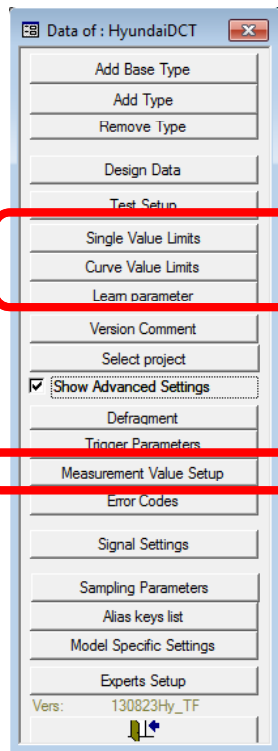 Data of : HyundaiDCT
Add Base Type
Add Type
Remove Type
Design Data
Test Setup
Single Value Limits
Curve Value Limits
Learn parameter
Version Comment
Select project
Show Advanced Settings
Defragment
Trigger Parameters
Measurement Value Setup
Error Codes
Signal Settings
Sampling Parameters
Alias keys list
Model Specific Settings
Experts Setup
Vers: 130823Hy_TF